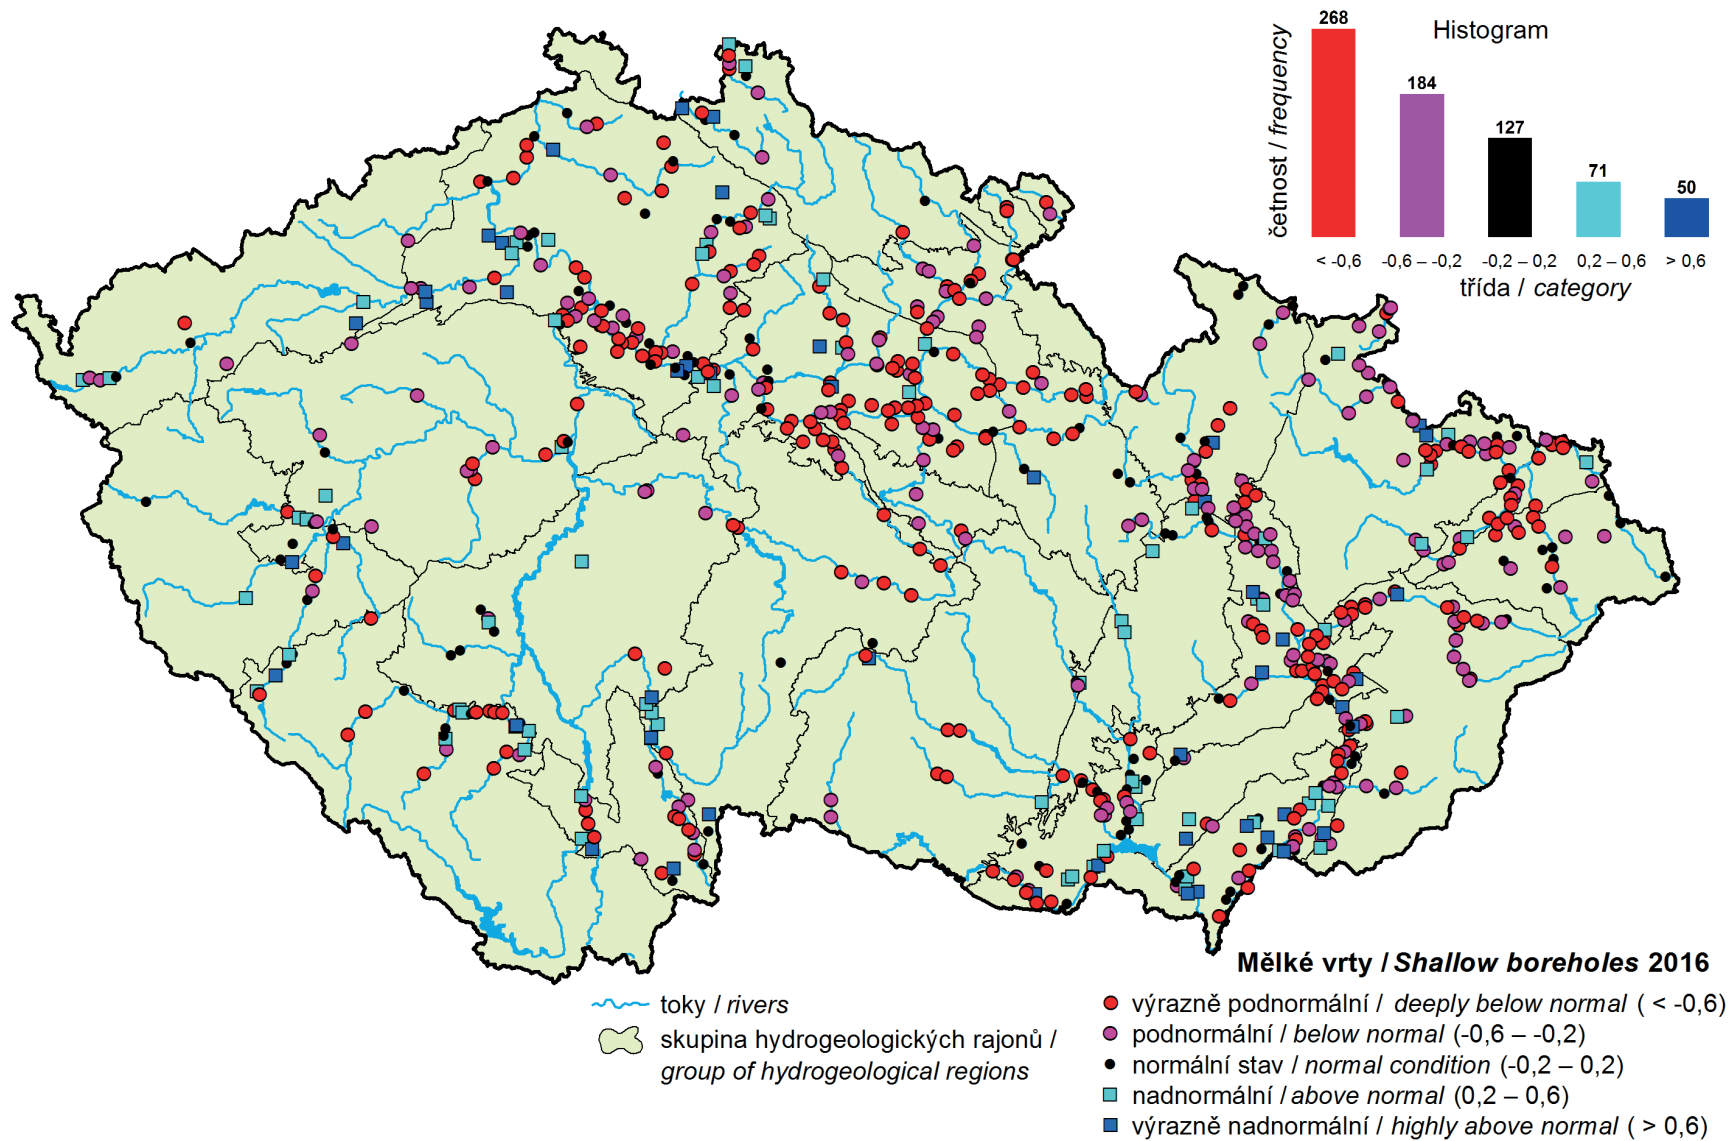 268
Histogram
184
127
71
50
četnost / frequency
< -0,6
-0,6 – -0,2
-0,2 – 0,2
0,2 – 0,6
> 0,6
třída / category
Mělké vrty / Shallow boreholes 2016
toky / rivers
skupina hydrogeologických rajonů /
group of hydrogeological regions
výrazně podnormální / deeply below normal ( < -0,6)
podnormální / below normal (-0,6 – -0,2)
normální stav / normal condition (-0,2 – 0,2)
nadnormální / above normal (0,2 – 0,6)
výrazně nadnormální / highly above normal ( > 0,6)